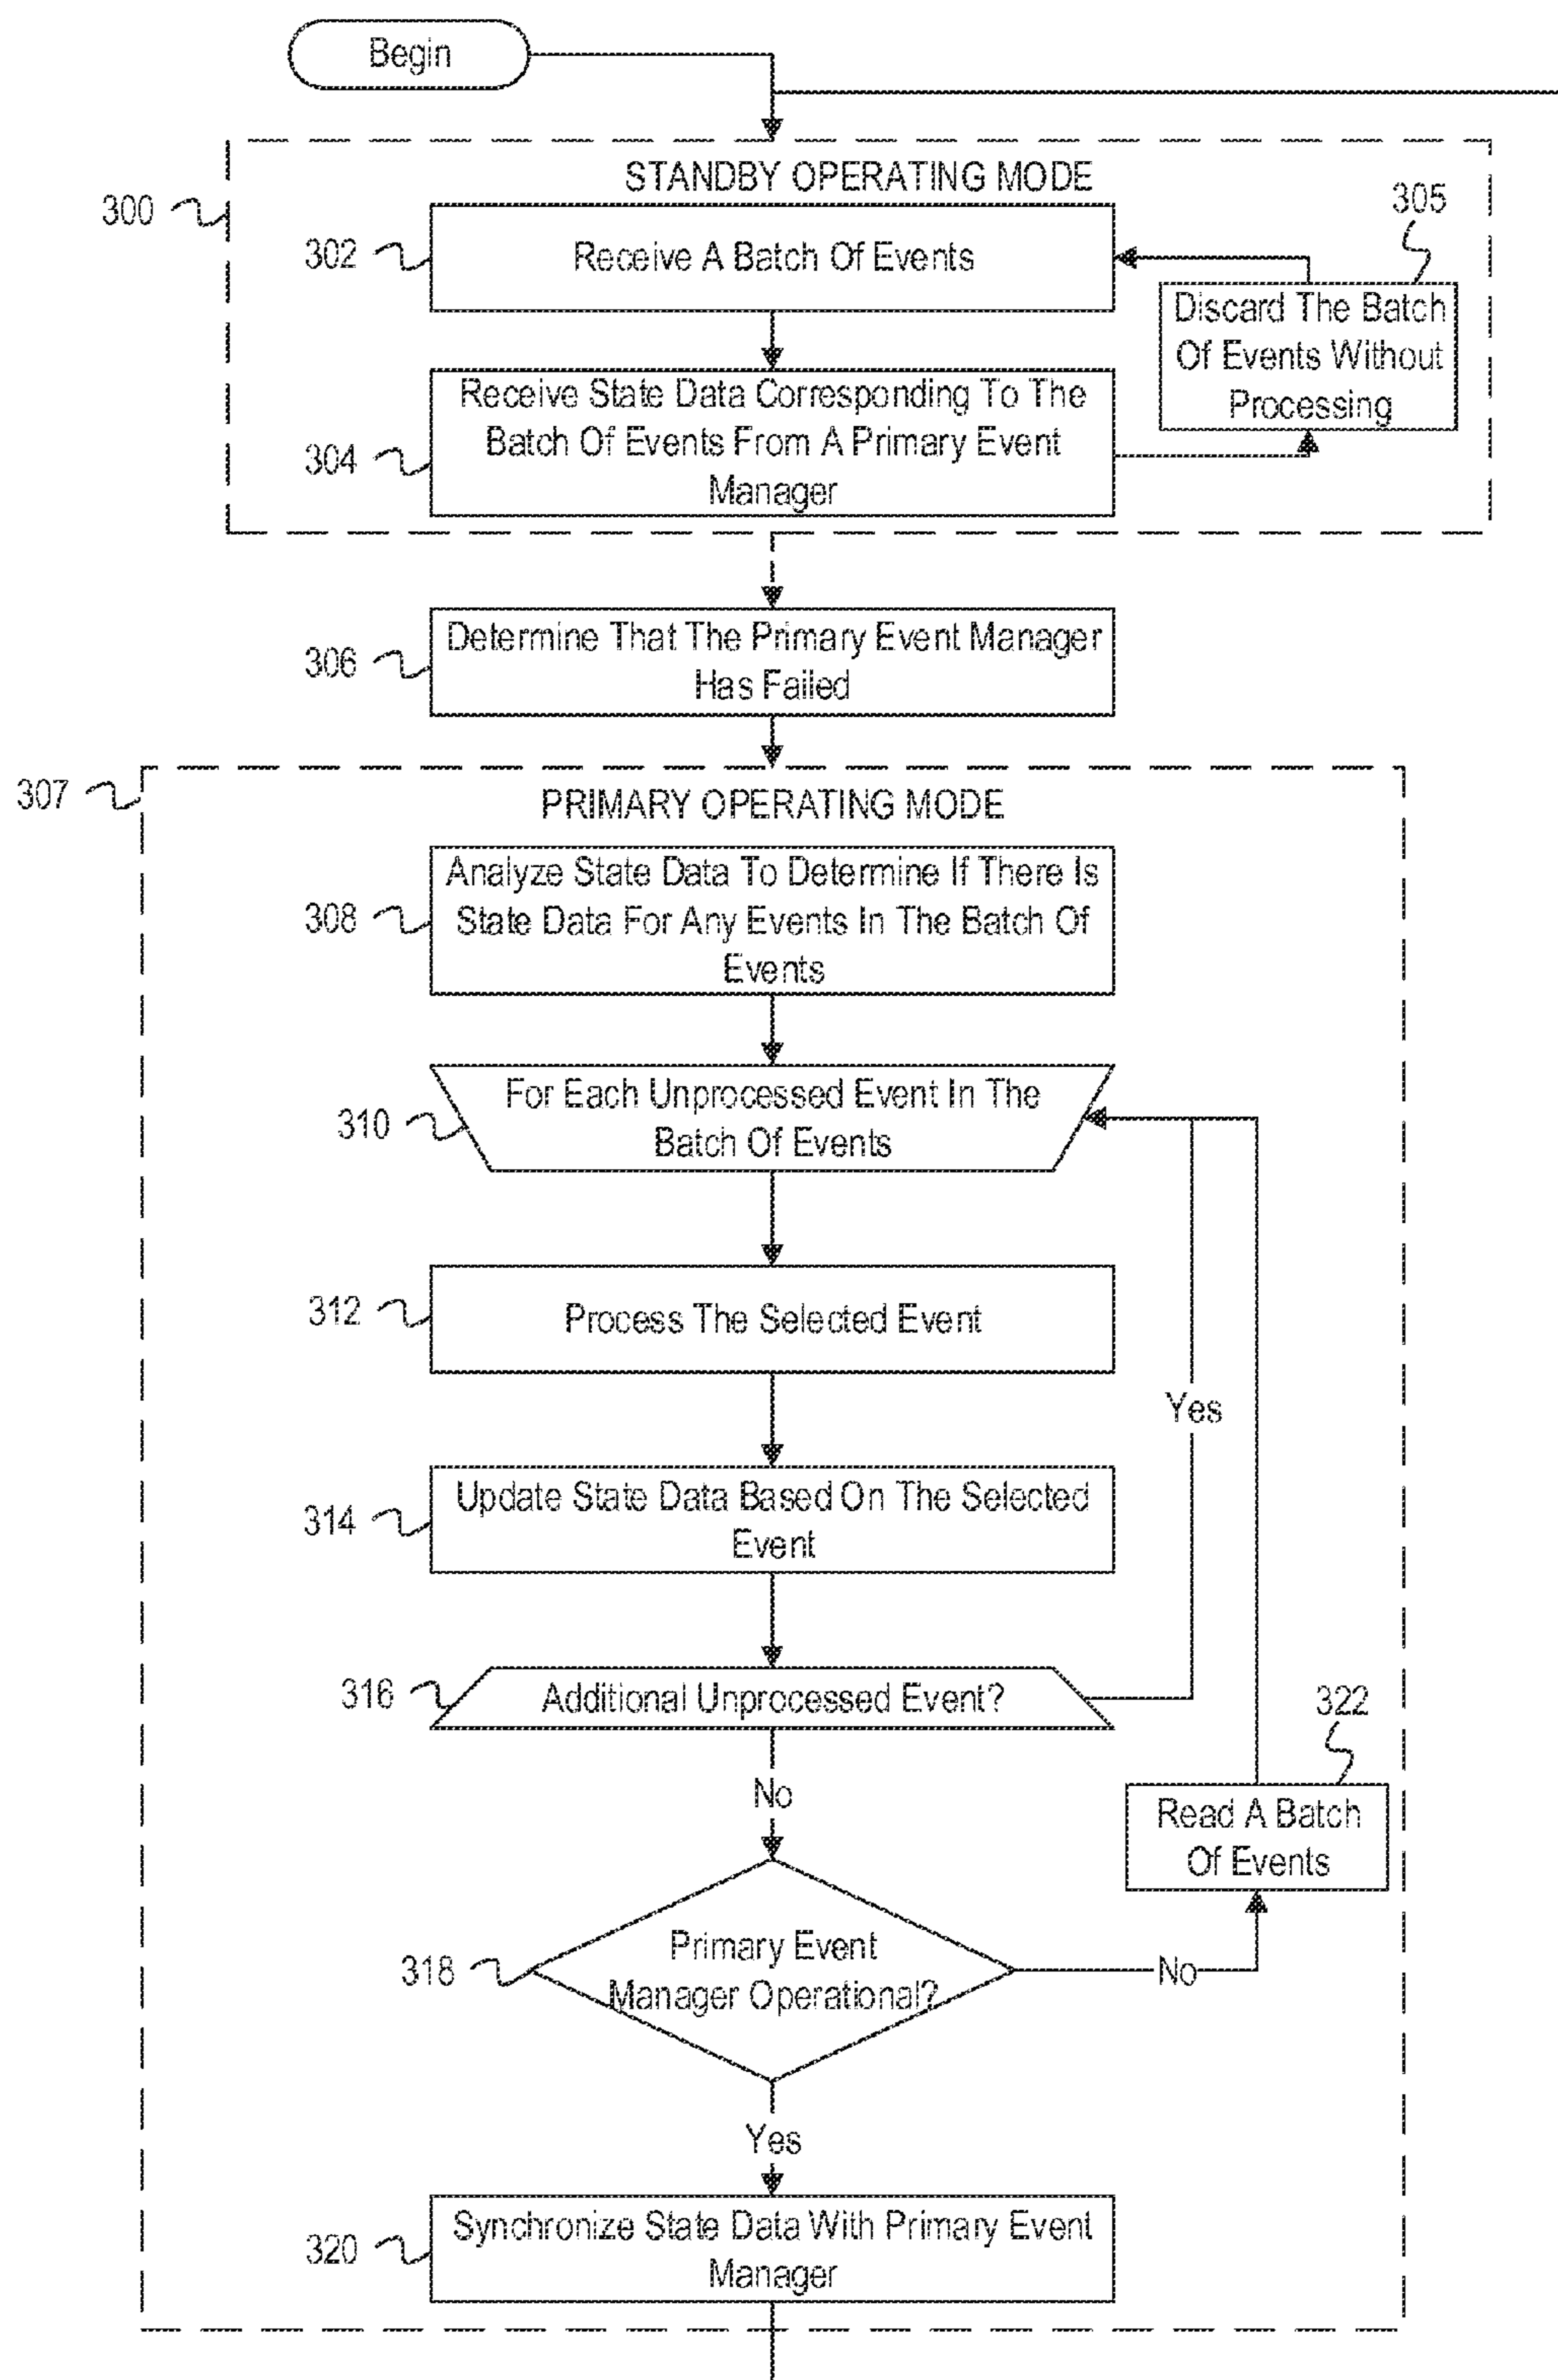 Begin
STANDBY OPERATING MODE
300
305
302
Receive A Batch Of Events
Discard The Batch
Of Events Without
Processing
304
Receive State Data Corresponding To The
Batch Of Events From A Primary Event
Manager
306
Determine That The Primary Event Manager
Has Failed
307
PRIMARY OPERATING MODE
308
Analyze State Data To Determine If There Is
State Data For Any Events In The Batch Of
Events
310
For Each Unprocessed Event In The
Batch Of Events
312
Process The Selected Event
Yes
314
Update State Data Based On The Selected
Event
316
Additional Unprocessed Event?
322
No
Read A Batch
Of Events
318
Primary Event
Manager Operational?
No
Yes
320
Synchronize State Data With Primary Event
Manager